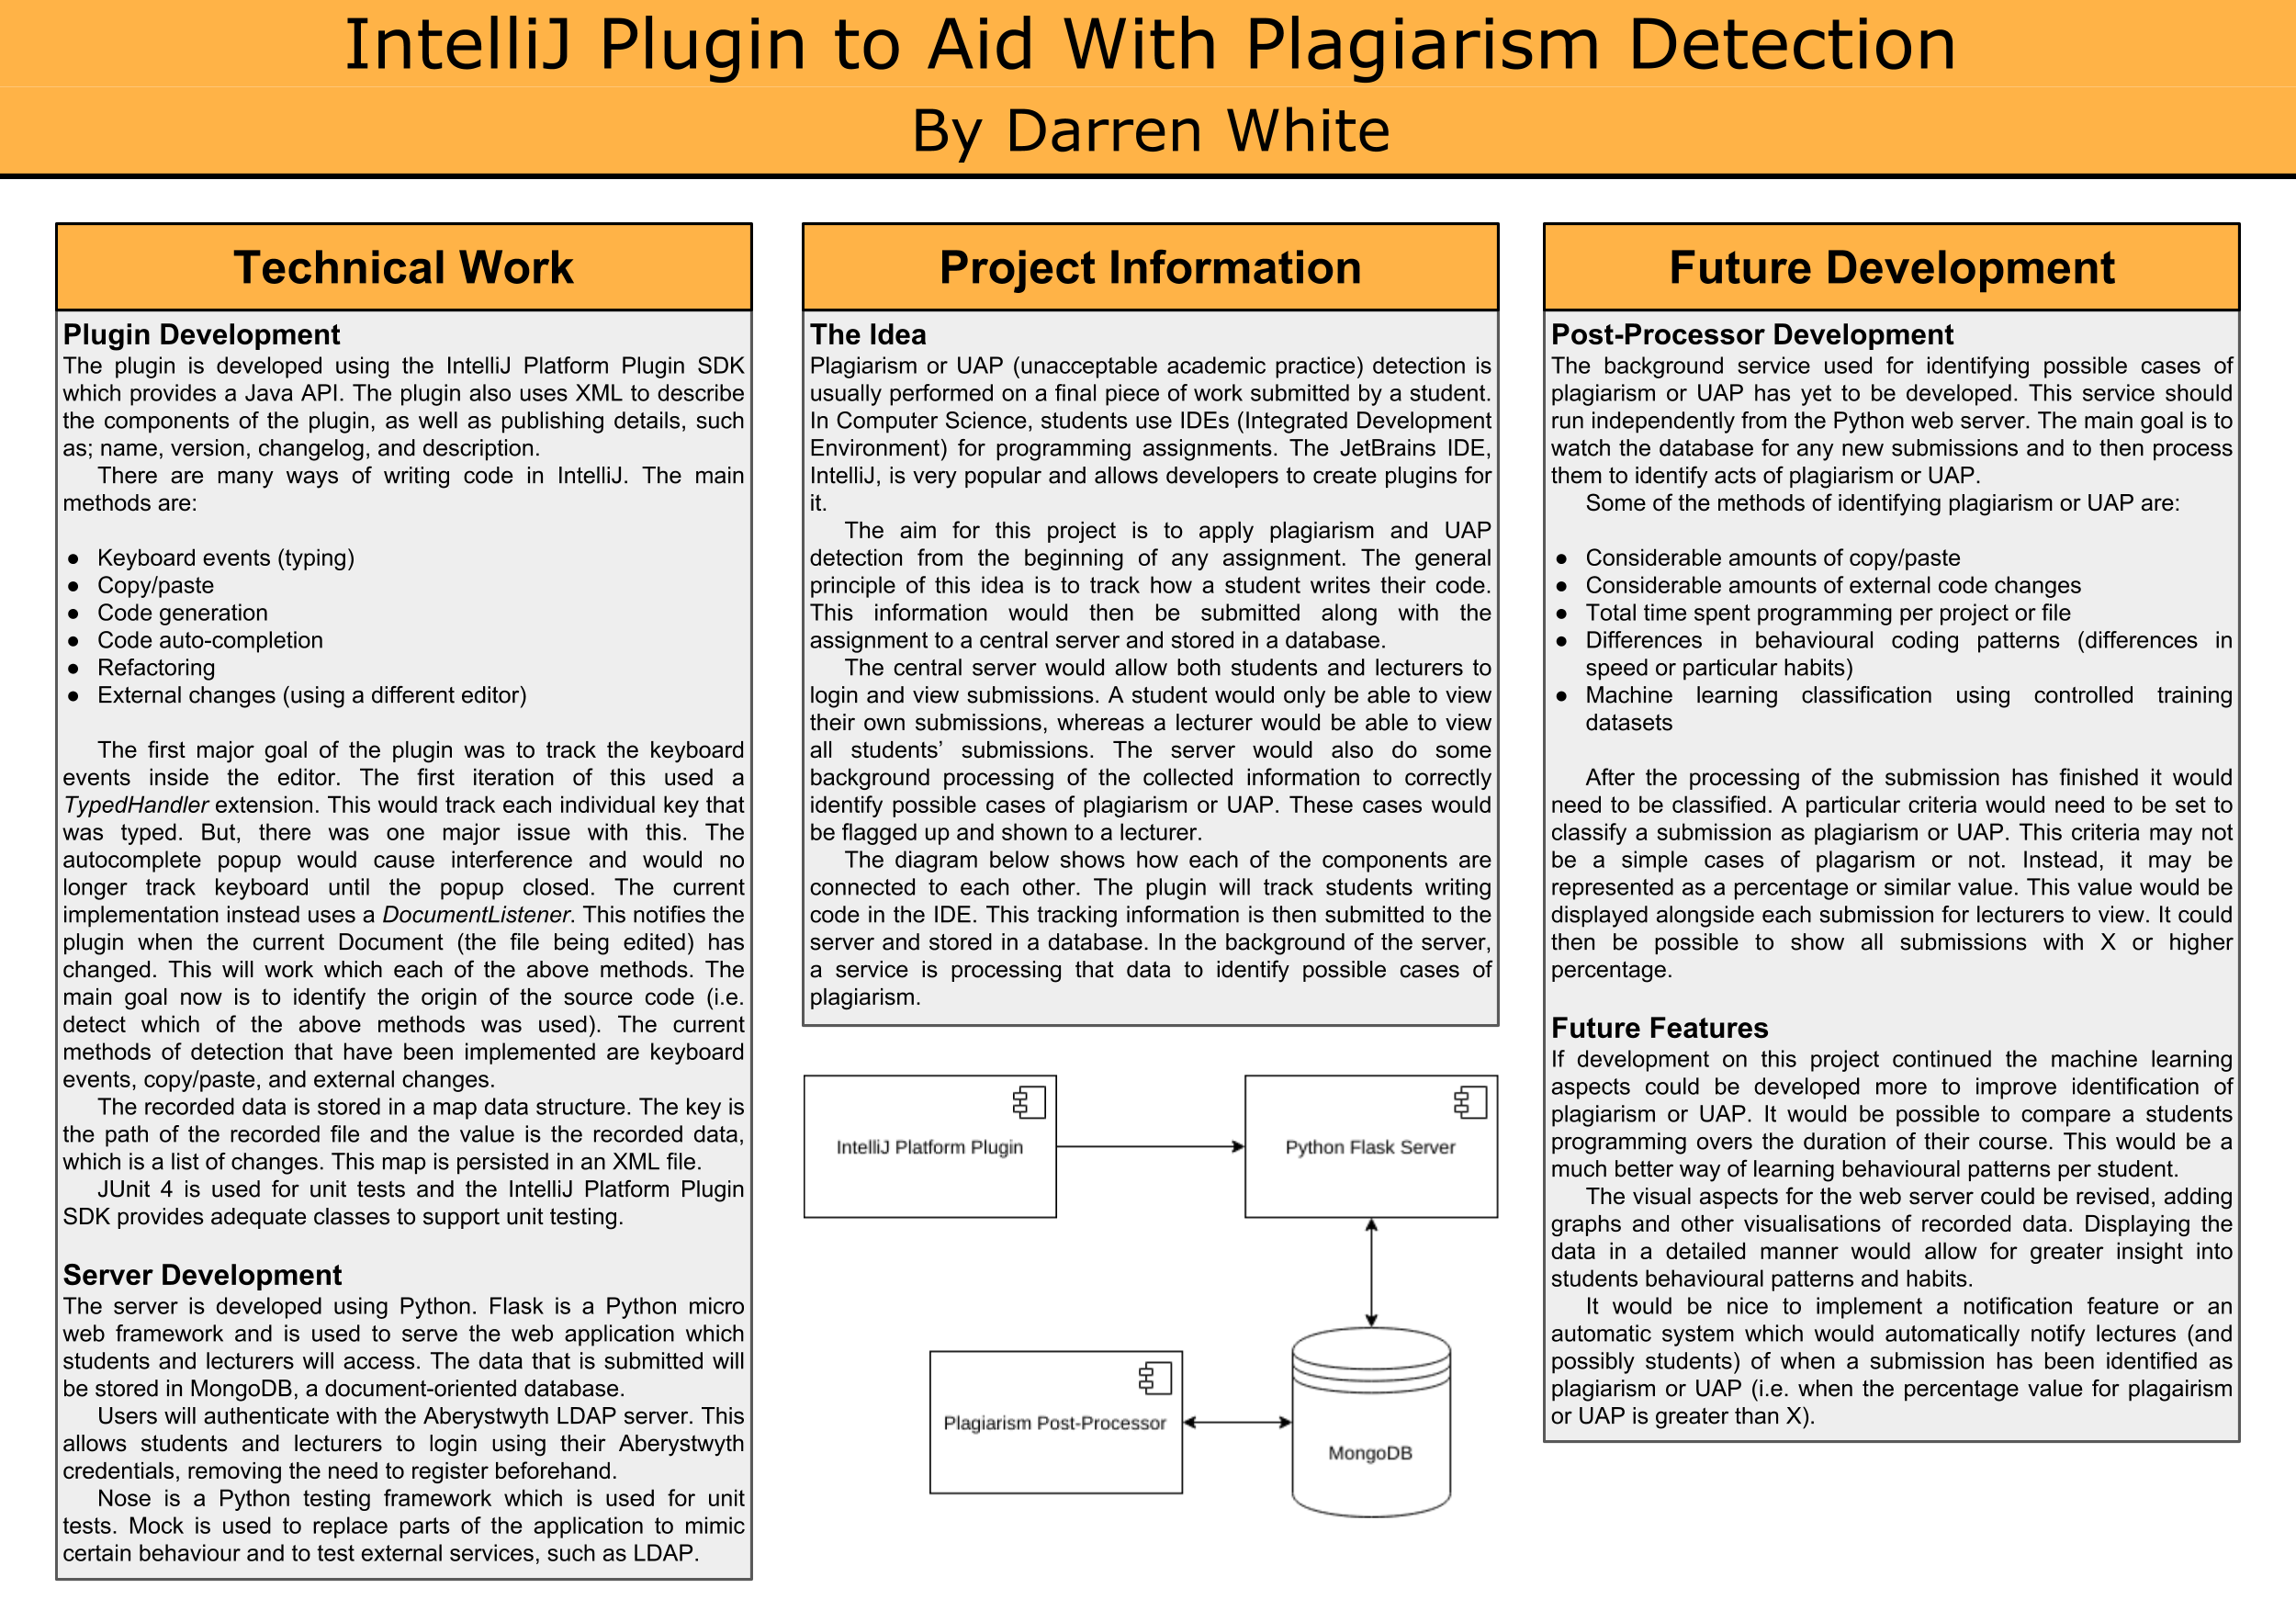 IntelliJ Plugin to Aid With Plagiarism Detection
By Darren White
Technical Work
Plugin Development
The plugin is developed using the IntelliJ Platform Plugin SDK
which provides a Java API. The plugin also uses XML to describe
the components of the plugin, as well as publishing details, such
as; name, version, changelog, and description.
There are many ways of writing code in IntelliJ. The main
methods are:
● Keyboard events (typing)
● Copy/paste
● Code generation
● Code auto-completion
● Refactoring
● External changes (using a different editor)
The first major goal of the plugin was to track the keyboard
events inside the editor. The first iteration of this used a
TypedHandler extension. This would track each individual key that
was typed. But, there was one major issue with this. The
autocomplete popup would cause interference and would no
longer track keyboard until the popup closed. The current
implementation instead uses a DocumentListener. This notifies the
plugin when the current Document (the file being edited) has
changed. This will work which each of the above methods. The
main goal now is to identify the origin of the source code (i.e.
detect which of the above methods was used). The current
methods of detection that have been implemented are keyboard
events, copy/paste, and external changes.
The recorded data is stored in a map data structure. The key is
the path of the recorded file and the value is the recorded data,
which is a list of changes. This map is persisted in an XML file.
JUnit 4 is used for unit tests and the IntelliJ Platform Plugin
SDK provides adequate classes to support unit testing.
Server Development
The server is developed using Python. Flask is a Python micro
web framework and is used to serve the web application which
students and lecturers will access. The data that is submitted will
be stored in MongoDB, a document-oriented database.
Users will authenticate with the Aberystwyth LDAP server. This
allows students and lecturers to login using their Aberystwyth
credentials, removing the need to register beforehand.
Nose is a Python testing framework which is used for unit
tests. Mock is used to replace parts of the application to mimic
certain behaviour and to test external services, such as LDAP.
Project Information
The Idea
Plagiarism or UAP (unacceptable academic practice) detection is
usually performed on a final piece of work submitted by a student.
In Computer Science, students use IDEs (Integrated Development
Environment) for programming assignments. The JetBrains IDE,
IntelliJ, is very popular and allows developers to create plugins for
it.
The aim for this project is to apply plagiarism and UAP
detection from the beginning of any assignment. The general
principle of this idea is to track how a student writes their code.
This information would then be submitted along with the
assignment to a central server and stored in a database.
The central server would allow both students and lecturers to
login and view submissions. A student would only be able to view
their own submissions, whereas a lecturer would be able to view
all students’ submissions. The server would also do some
background processing of the collected information to correctly
identify possible cases of plagiarism or UAP. These cases would
be flagged up and shown to a lecturer.
The diagram below shows how each of the components are
connected to each other. The plugin will track students writing
code in the IDE. This tracking information is then submitted to the
server and stored in a database. In the background of the server,
a service is processing that data to identify possible cases of
plagiarism.
IntelliJ Platform Plugin
Python Flask Server
Plagiarism Post-Processor
MongoDB
Future Development
Post-Processor Development
The background service used for identifying possible cases of
plagiarism or UAP has yet to be developed. This service should
run independently from the Python web server. The main goal is to
watch the database for any new submissions and to then process
them to identify acts of plagiarism or UAP.
Some of the methods of identifying plagiarism or UAP are:
● Considerable amounts of copy/paste
● Considerable amounts of external code changes
● Total time spent programming per project or file
● Differences in behavioural coding patterns (differences in
speed or particular habits)
● Machine learning classification using controlled training
datasets
After the processing of the submission has finished it would
need to be classified. A particular criteria would need to be set to
classify a submission as plagiarism or UAP. This criteria may not
be a simple cases of plagarism or not. Instead, it may be
represented as a percentage or similar value. This value would be
displayed alongside each submission for lecturers to view. It could
then be possible to show all submissions with X or higher
percentage.
Future Features
If development on this project continued the machine learning
aspects could be developed more to improve identification of
plagiarism or UAP. It would be possible to compare a students
programming overs the duration of their course. This would be a
much better way of learning behavioural patterns per student.
The visual aspects for the web server could be revised, adding
graphs and other visualisations of recorded data. Displaying the
data in a detailed manner would allow for greater insight into
students behavioural patterns and habits.
It would be nice to implement a notification feature or an
automatic system which would automatically notify lectures (and
possibly students) of when a submission has been identified as
plagiarism or UAP (i.e. when the percentage value for plagairism
or UAP is greater than X).